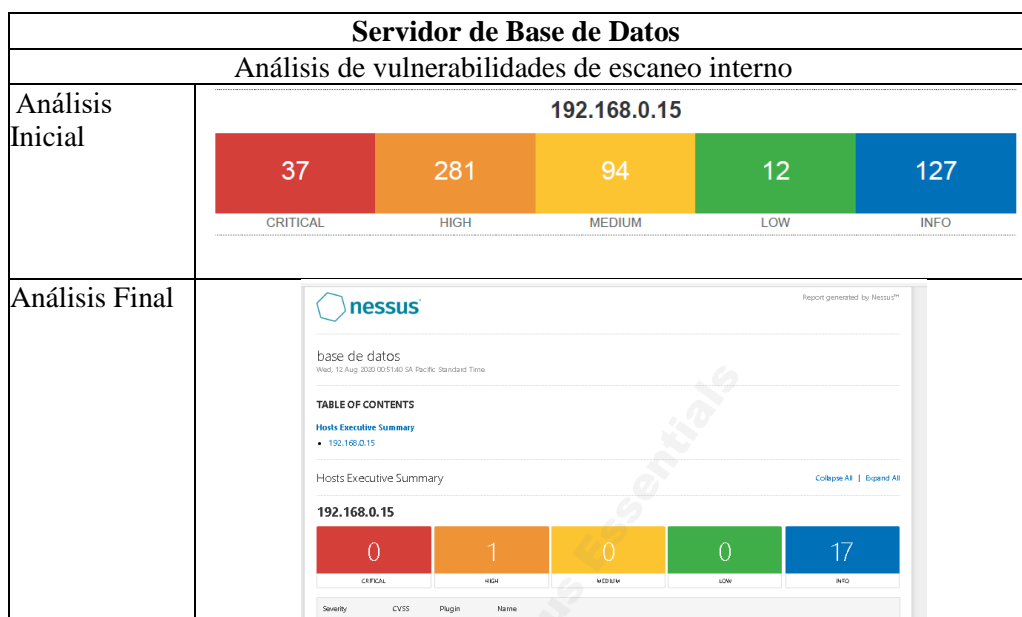 Servidor de Base de Datos
Análisis de vulnerabilidades de escaneo interno
Análisis
Inicial
192.168.0.15
37 281 94 12 127
CRITICAL HIGH MEDIUM LOW INFO
Análisis Final
nessus
Report generated by Nessus™
base de datos
Wed, 12 Aug 2020 00:51:40 SA Pacific Standard Time
TABLE OF CONTENTS
Hosts Executive Summary
• 192.168.0.15
Hosts Executive Summary
Collapse All | Expand All
192.168.0.15
0 1 0 0 17
CRITICAL HIGH MEDIUM LOW INFO
Severity CVSS Plugin Name
us Essentials